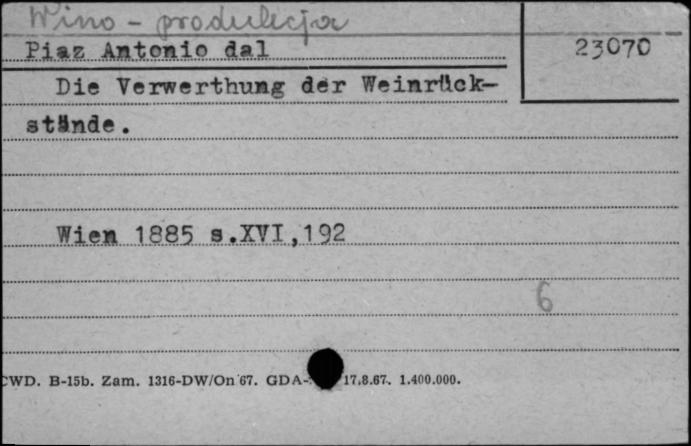 Wino - produkcja
Piaz Antonio dal
23070
Die Verwerthung der Weinrück-
stände.
Wien 1885 s.XVI,192
6
CWD. B-15b. Zam. 1316-DW/On 67. GDA- 17.8.67. 1.400.000.